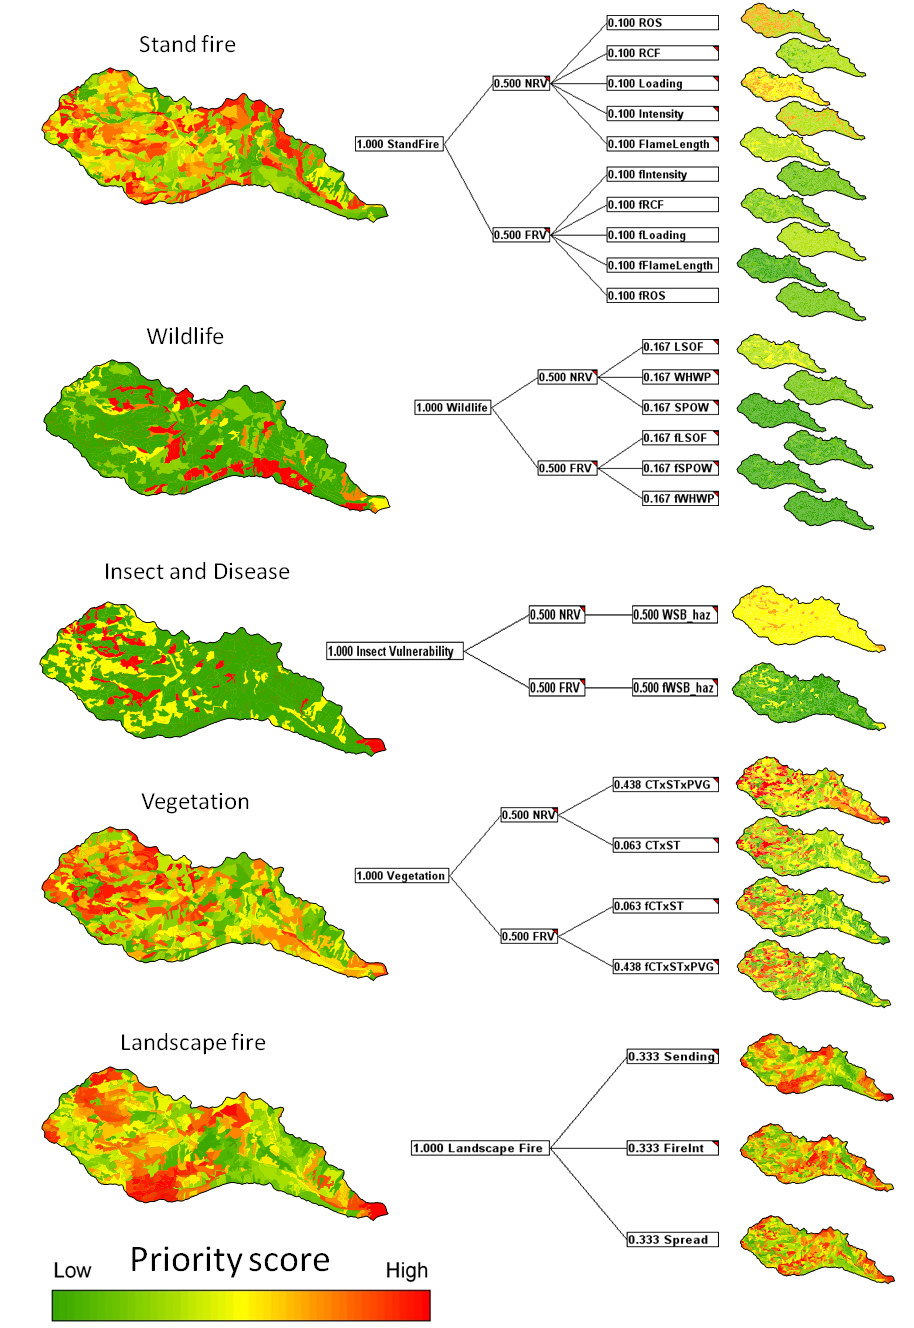 Stand fire
1.000 StandFire
0.500 NRV
0.500 FRV
0.100 ROS
0.100 RCF
0.100 Loading
0.100 Intensity
0.100 FlameLength
0.100 fIntensity
0.100 fRCF
0.100 fLoading
0.100 fFlameLength
0.100 fROS
Wildlife
1.000 Wildlife
0.500 NRV
0.500 FRV
0.167 LSOF
0.167 WHWP
0.167 SPOW
0.167 fLSOF
0.167 fSPOW
0.167 fWHWP
Insect and Disease
1.000 Insect Vulnerability
0.500 NRV
0.500 WSB_haz
0.500 FRV
0.500 fWSB_haz
Vegetation
1.000 Vegetation
0.500 NRV
0.500 FRV
0.438 CTxSTxPVG
0.063 CTxST
0.063 fCTxST
0.438 fCTxSTxPVG
Landscape fire
1.000 Landscape Fire
0.333 Sending
0.333 FireInt
0.333 Spread
Priority score
Low High